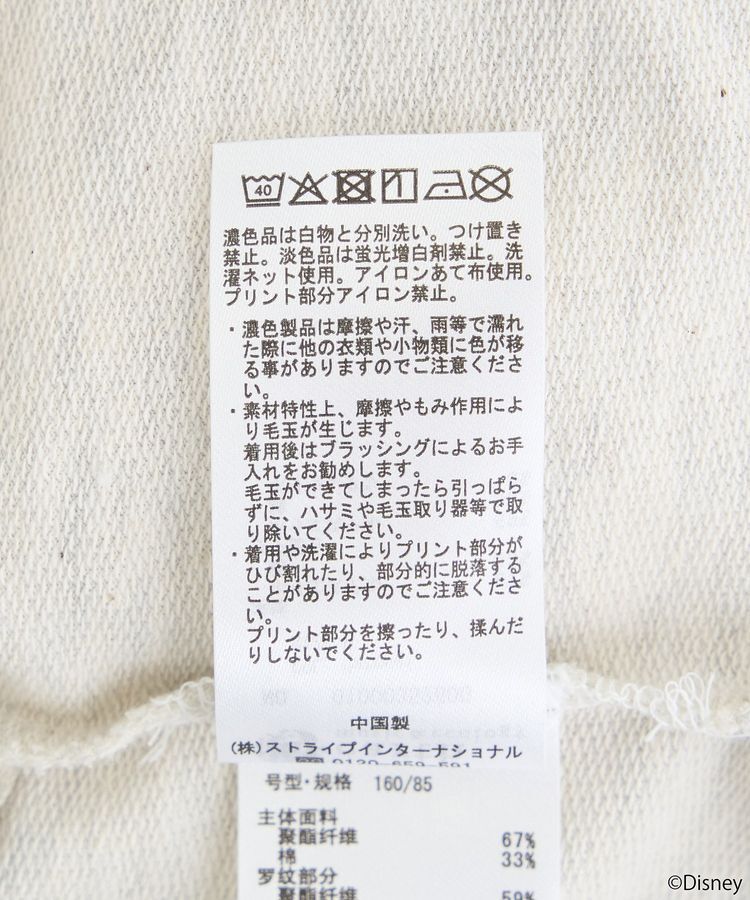 40
濃色品は白物と分別洗い。つけ置き
禁止。淡色品は蛍光増白剤禁止。洗
濯ネット使用。アイロンあて布使用。
プリント部分アイロン禁止。
・濃色製品は摩擦や汗、雨等で濡れ
た際に他の衣類や小物類に色が移
る事がありますのでご注意くださ
い。
・素材特性上、摩擦やもみ作用によ
り毛玉が生じます。
着用後はブラッシングによるお手
入れをお勧めします。
毛玉ができてしまったら引っぱら
ずに、ハサミや毛玉取り器等で取
り除いてください。
・着用や洗濯によりプリント部分が
ひび割れたり、部分的に脱落する
ことがありますのでご注意くださ
い。
プリント部分を擦ったり、揉んだ
りしないでください。
中国製
(株)ストライプインターナショナル
号型・规格 160/85
主体面料
聚酯纤维 67%
棉 33%
罗纹部分
聚酯纤维 59%
©Disney